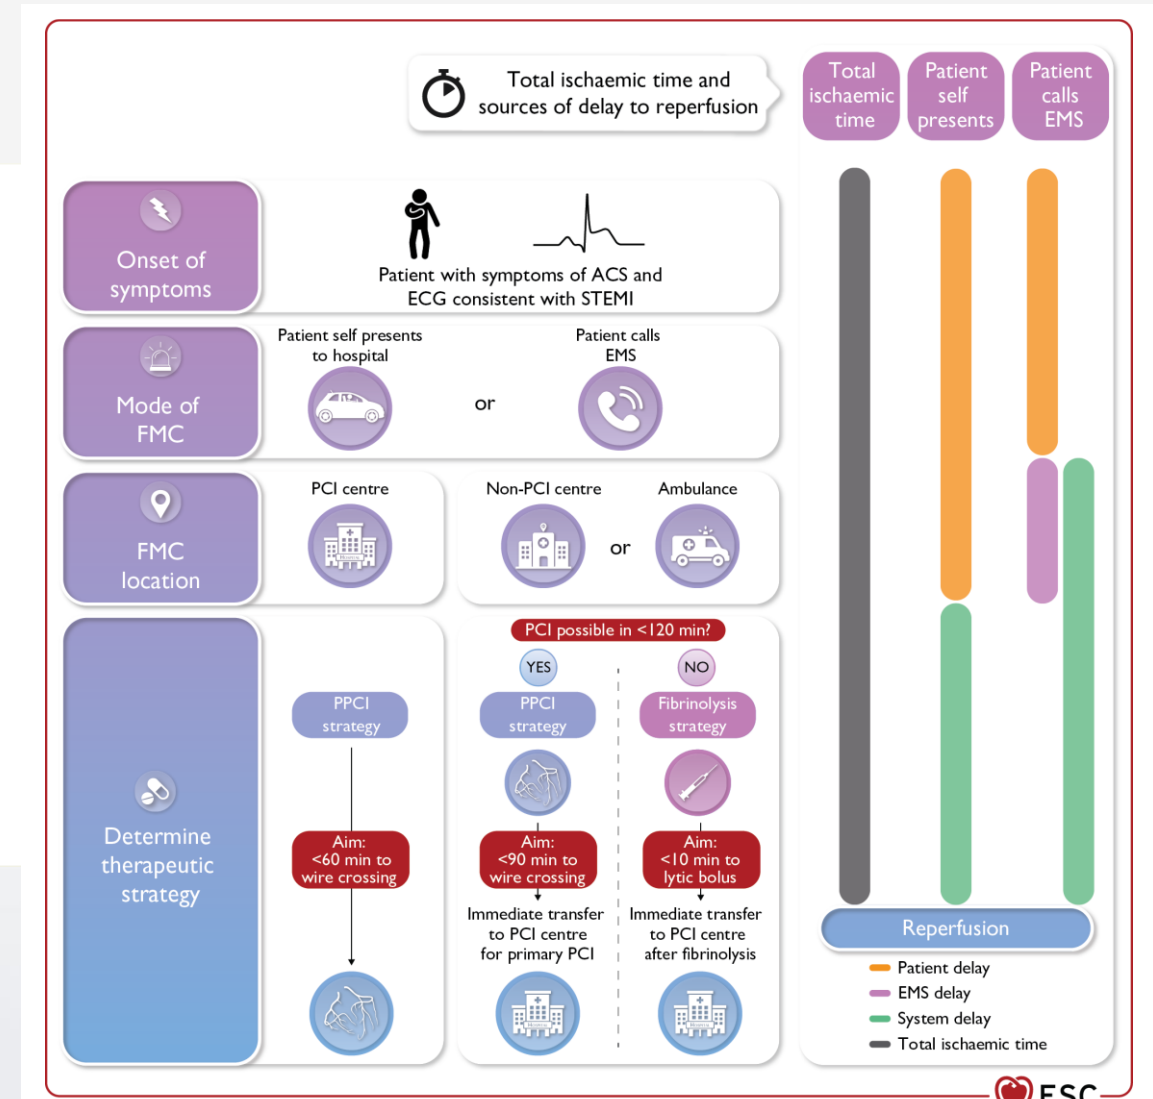 Total ischaemic time and
sources of delay to reperfusion
Total
ischaemic
time
Patient
self
presents
Patient
calls
EMS
Onset of
symptoms
Patient with symptoms of ACS and
ECG consistent with STEMI
Mode of
FMC
Patient self presents
to hospital
or
Patient calls
EMS
FMC
location
PCI centre
Non-PCI centre
or
Ambulance
Determine
therapeutic
strategy
PPCI
strategy
Aim:
<60 min to
wire crossing
PCI possible in <120 min?
YES
PPCI
strategy
Aim:
<90 min to
wire crossing
Immediate transfer
to PCI centre
for primary PCI
NO
Fibrinolysis
strategy
Aim:
<10 min to
lytic bolus
Immediate transfer
to PCI centre
after fibrinolysis
Reperfusion
Patient delay
EMS delay
System delay
Total ischaemic time
ESC